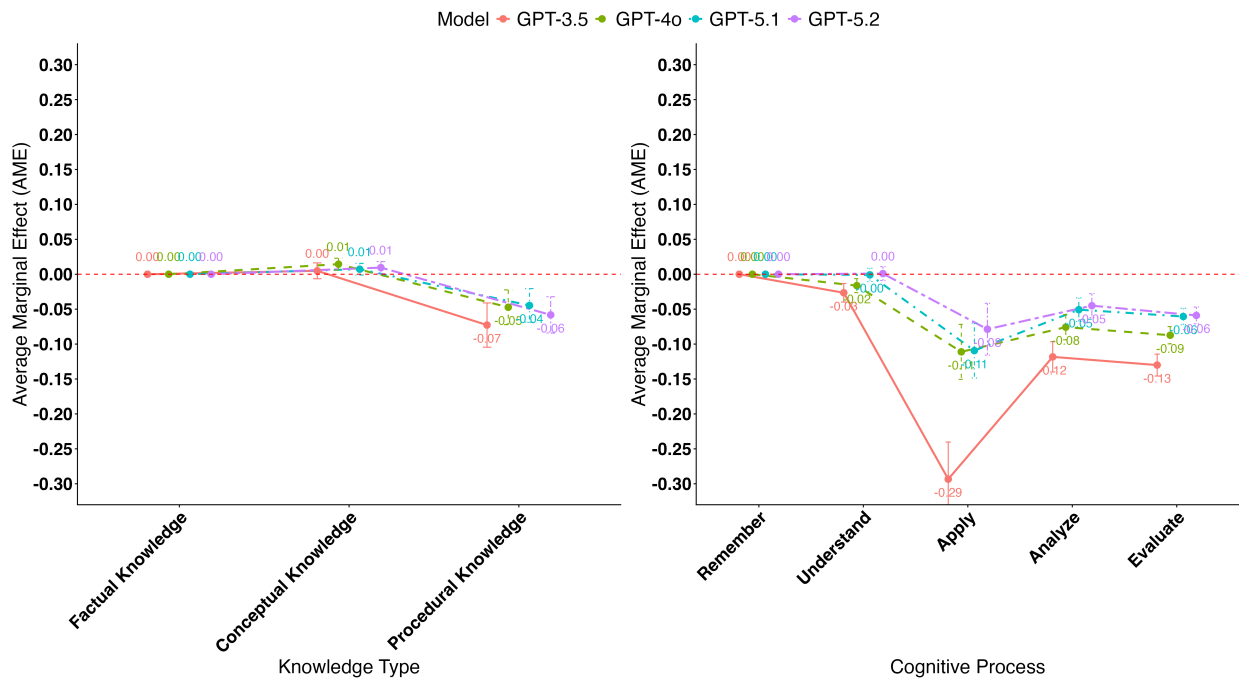 Model GPT-3.5 GPT-4o GPT-5.1 GPT-5.2
Average Marginal Effect (AME)
0.30
0.25
0.20
0.15
0.10
0.05
0.00
-0.05
-0.10
-0.15
-0.20
-0.25
-0.30
0.00 0.00 0.00 0.00
0.00 0.01 0.01 0.01
-0.07 -0.05 -0.04 -0.06
Factual Knowledge
Conceptual Knowledge
Procedural Knowledge
Knowledge Type
Average Marginal Effect (AME)
0.30
0.25
0.20
0.15
0.10
0.05
0.00
-0.05
-0.10
-0.15
-0.20
-0.25
-0.30
0.00 0.00 0.00 0.00
-0.03 -0.02 -0.00 0.00
-0.29 -0.11 -0.08
-0.12 -0.08 -0.05 -0.05
-0.13 -0.09 -0.06 -0.06
Remember
Understand
Apply
Analyze
Evaluate
Cognitive Process